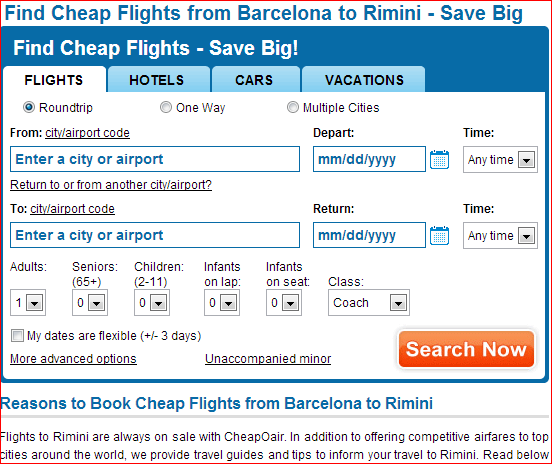 Find Cheap Flights from Barcelona to Rimini - Save Big
Find Cheap Flights - Save Big!
FLIGHTS HOTELS CARS VACATIONS
Roundtrip One Way Multiple Cities
From: city/airport code Depart: Time:
Enter a city or airport mm/dd/yyyy Any time
Return to or from another city/airport?
To: city/airport code Return: Time:
Enter a city or airport mm/dd/yyyy Any time
Adults: Seniors: Children: Infants Infants Class:
(65+) (2-11) on lap: on seat:
1 0 0 0 0 Coach
My dates are flexible (+/- 3 days)
More advanced options Unaccompanied minor
Search Now
Reasons to Book Cheap Flights from Barcelona to Rimini
Flights to Rimini are always on sale with CheapOair. In addition to offering competitive airfares to top
cities around the world, we provide travel guides and tips to inform your travel to Rimini. Read below